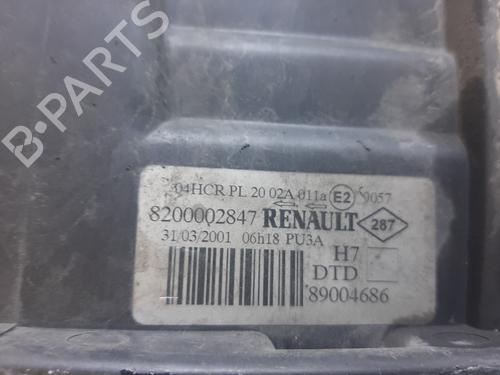 B-PARTS
04HCR PL 20 02A 011a E2 9057
8200002847 RENAULT 287
31/03/2001 06h18 PU3A
H7
DTD
89004686